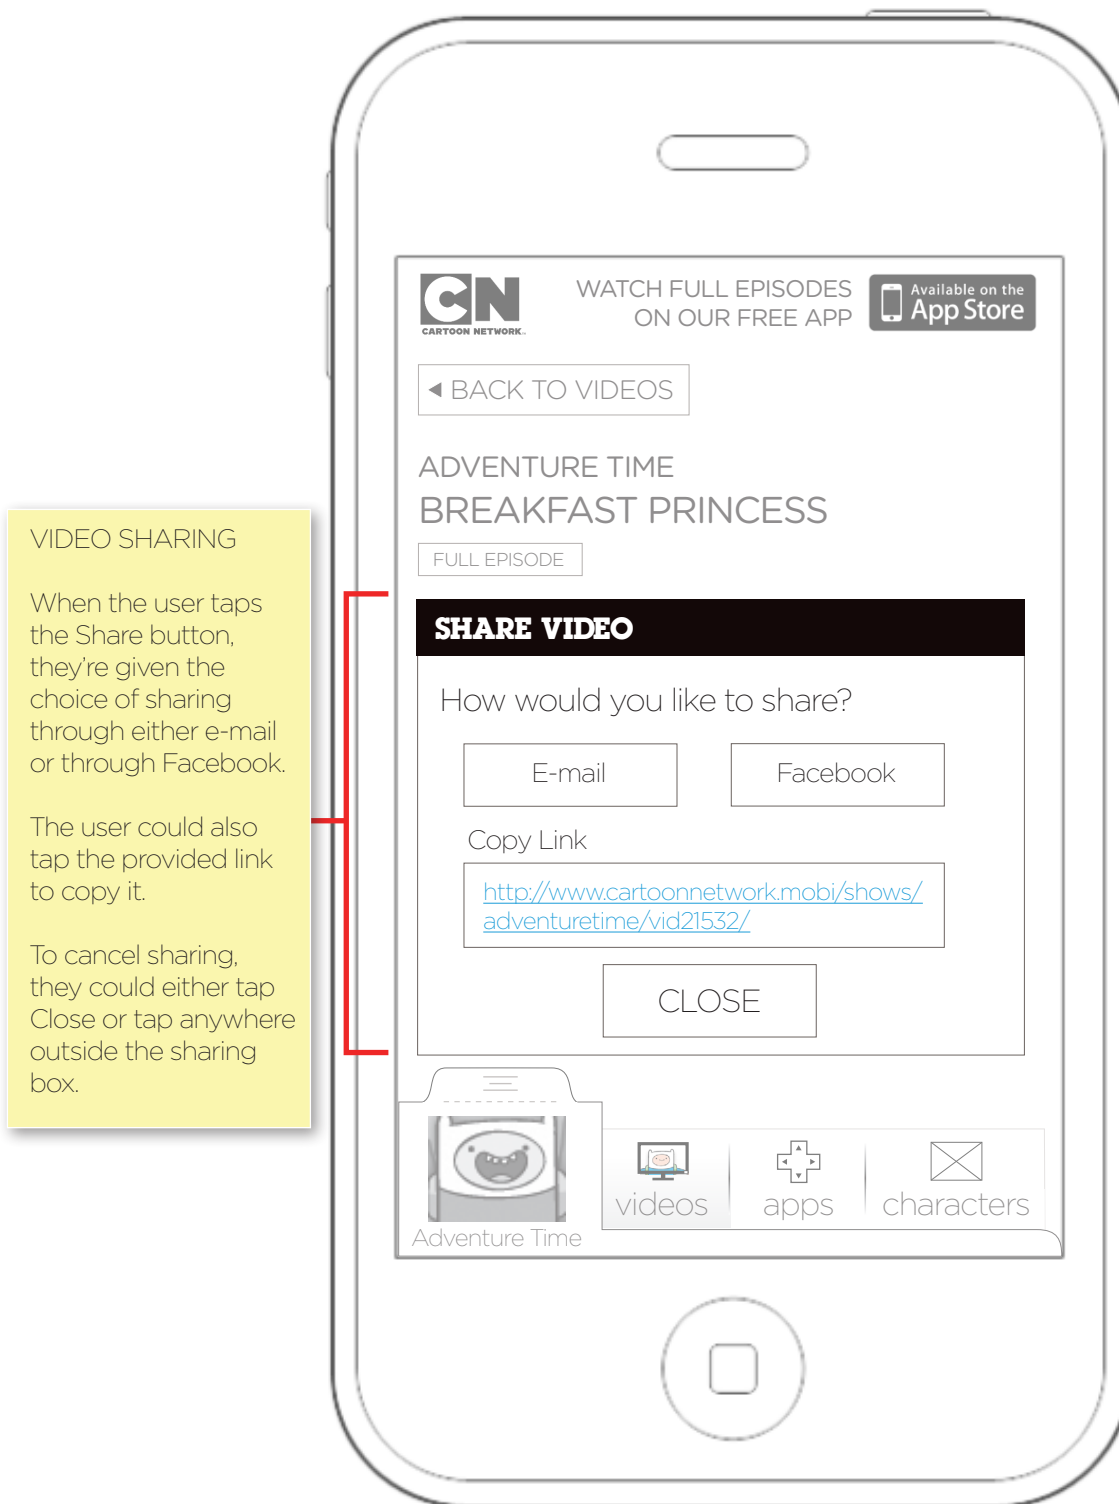 VIDEO SHARING
When the user taps
the Share button,
they’re given the
choice of sharing
through either e-mail
or through Facebook.
The user could also
tap the provided link
to copy it.
To cancel sharing,
they could either tap
Close or tap anywhere
outside the sharing
box.
CN
CARTOON NETWORK™
WATCH FULL EPISODES
ON OUR FREE APP
Available on the
App Store
BACK TO VIDEOS
ADVENTURE TIME
BREAKFAST PRINCESS
FULL EPISODE
SHARE VIDEO
How would you like to share?
E-mail
Facebook
Copy Link
http://www.cartoonnetwork.mobi/shows/
adventuretime/vid21532/
CLOSE
Adventure Time
videos
apps
characters